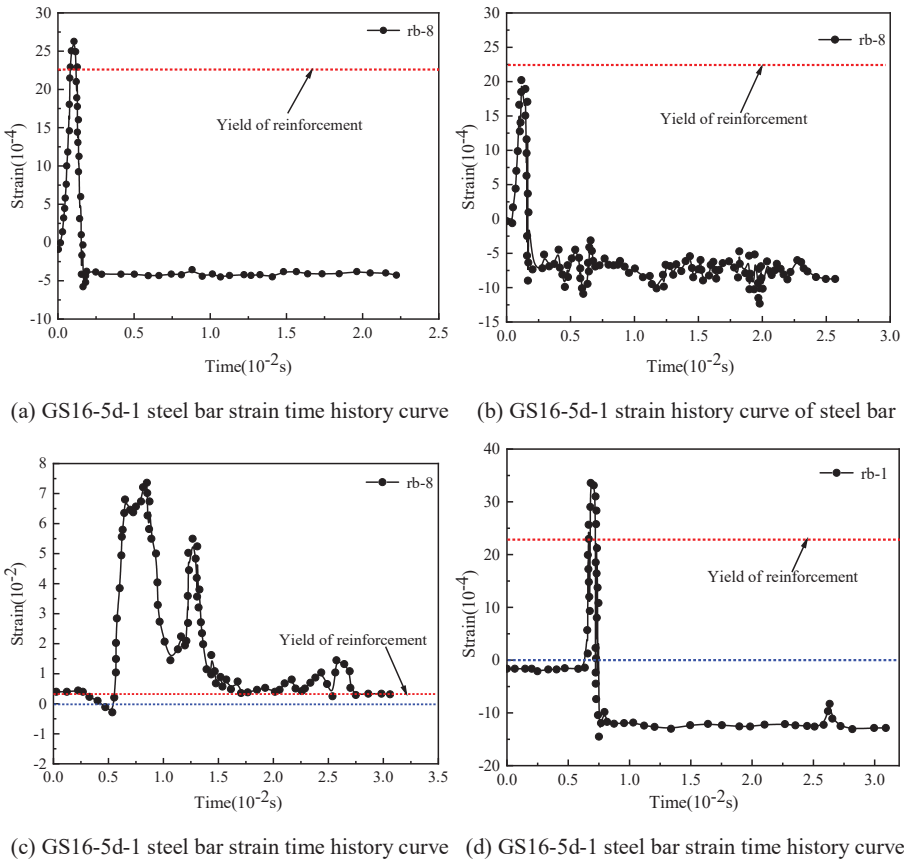 30
25
20
15
10
5
0
-5
-10
Strain(10⁻⁴)
rb-8
Yield of reinforcement
0.0 0.5 1.0 1.5 2.0 2.5
Time(10⁻²s)
(a) GS16-5d-1 steel bar strain time history curve
30
25
20
15
10
5
0
-5
-10
-15
Strain(10⁻⁴)
rb-8
Yield of reinforcement
0.0 0.5 1.0 1.5 2.0 2.5 3.0
Time(10⁻²s)
(b) GS16-5d-1 strain history curve of steel bar
8
7
6
5
4
3
2
1
0
-1
-2
Strain(10⁻²)
rb-8
Yield of reinforcement
0.0 0.5 1.0 1.5 2.0 2.5 3.0 3.5
Time(10⁻²s)
(c) GS16-5d-1 steel bar strain time history curve
40
30
20
10
0
-10
-20
Strain(10⁻⁴)
rb-1
Yield of reinforcement
0.0 0.5 1.0 1.5 2.0 2.5 3.0
Time(10⁻²s)
(d) GS16-5d-1 steel bar strain time history curve